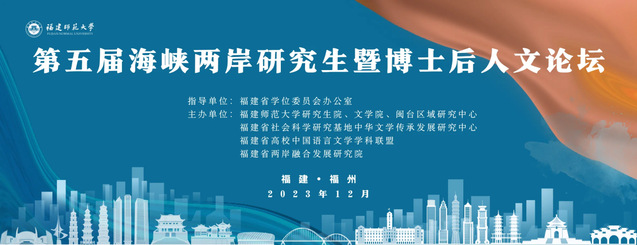 福建师范大学
第五届海峡两岸研究生暨博士后人文论坛
指导单位：福建省学位委员会办公室
主办单位：福建师范大学研究生院、文学院、闽台区域研究中心
福建省社会科学研究基地中华文学传承发展研究中心
福建省高校中国语言文学学科联盟
福建省两岸融合发展研究院
福建·福州
2023年12月